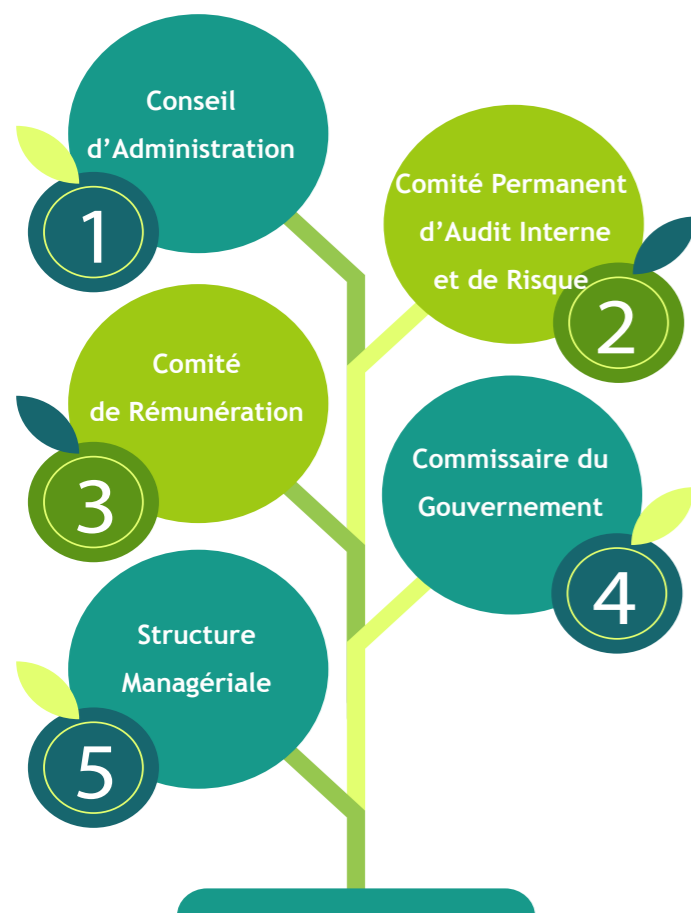 Conseil
d’Administration
1
Comité Permanent
d’Audit Interne
et de Risque
2
Comité
de Rémunération
3
Commissaire du
Gouvernement
4
Structure
Managériale
5